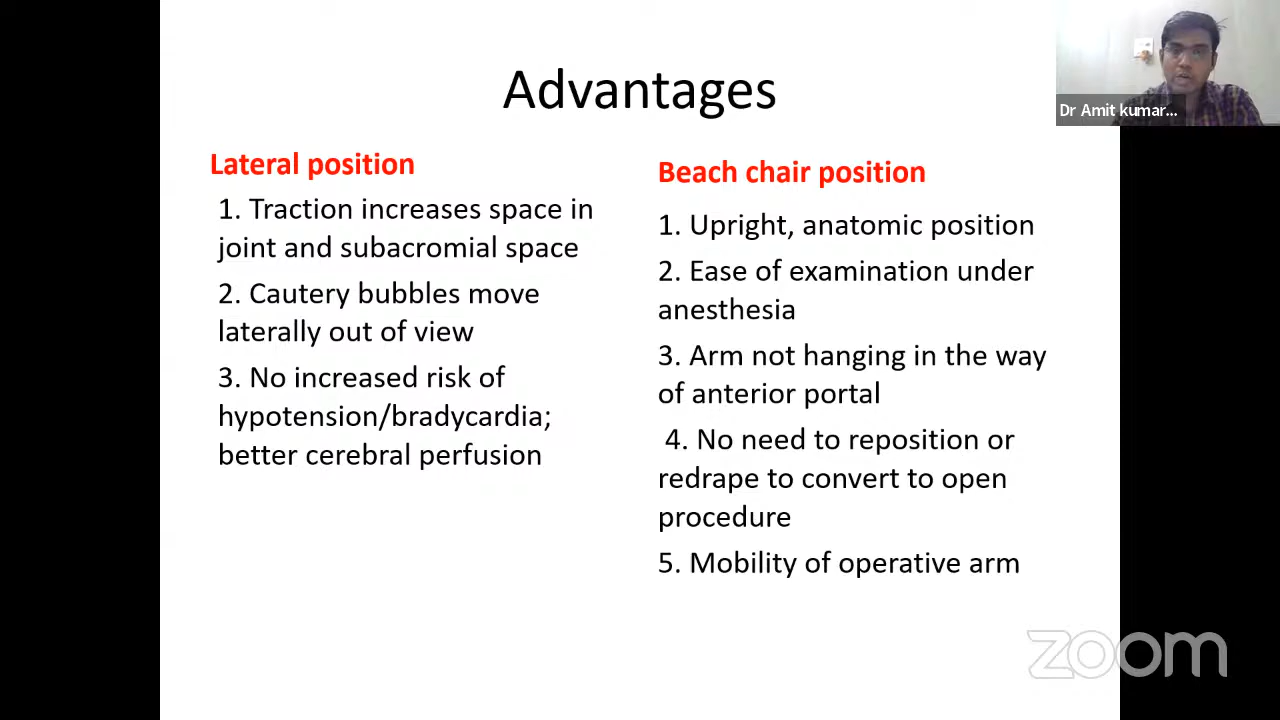 Advantages
Dr Amit kumar...
Lateral position
1. Traction increases space in
joint and subacromial space
2. Cautery bubbles move
laterally out of view
3. No increased risk of
hypotension/bradycardia;
better cerebral perfusion
Beach chair position
1. Upright, anatomic position
2. Ease of examination under
anesthesia
3. Arm not hanging in the way
of anterior portal
4. No need to reposition or
redrape to convert to open
procedure
5. Mobility of operative arm
zoom